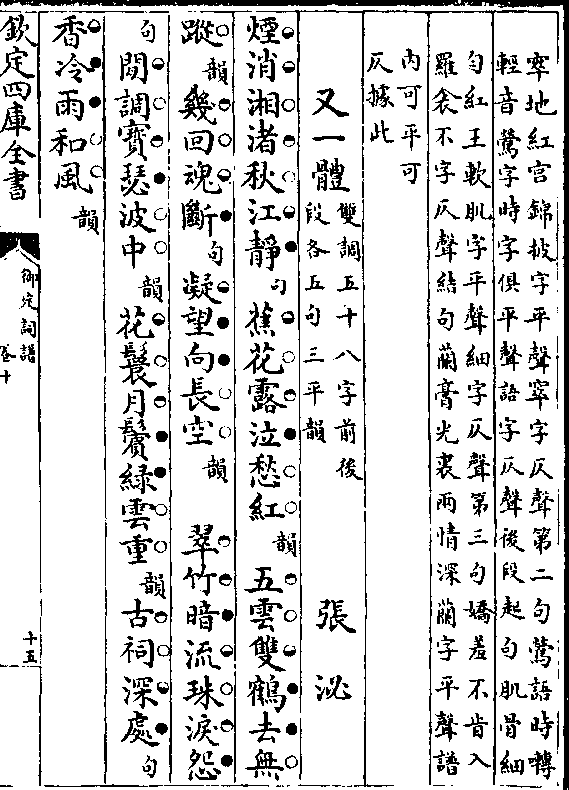 窣地紅宮錦披字平聲窣字仄聲第二句鶯語時囀
輕音鶯字時字俱平聲語字仄聲後段起句肌骨細
勻紅王軟肌字平聲細字仄聲第三句嬌羞不肯入
羅衾不字仄聲結句蘭膏光裏兩情深蘭字平聲譜
內可平可
仄據此
又一體 雙調五十八字前後
段各五句三平韻 張泌
煙消湘渚秋江靜句蕉花露泣愁紅韻五雲雙鶴去無
蹤韻幾回魂斷句凝望向長空韻翠竹暗流珠淚怨
句閒調寶瑟波中韻花鬟月鬢綠雲重韻古祠深處句
香冷雨和風韻
欽定四庫全書
御定詞譜
卷十
十五